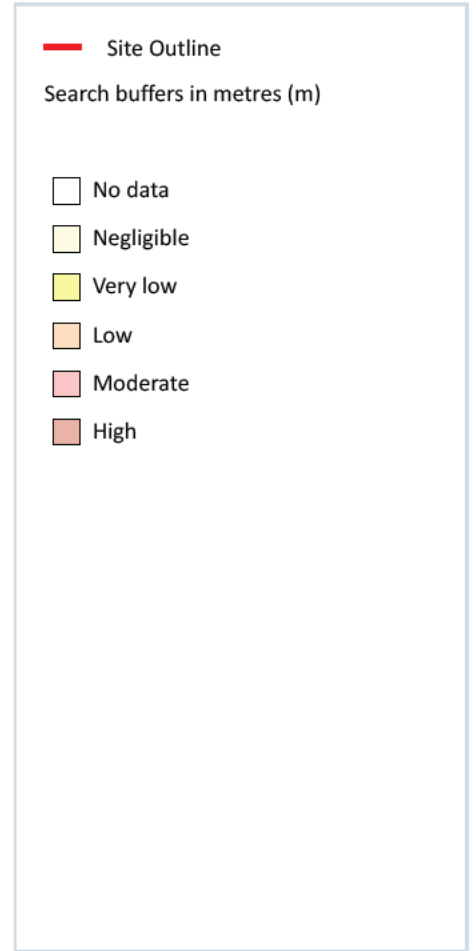 Site Outline
Search buffers in metres (m)
No data
Negligible
Very low
Low
Moderate
High